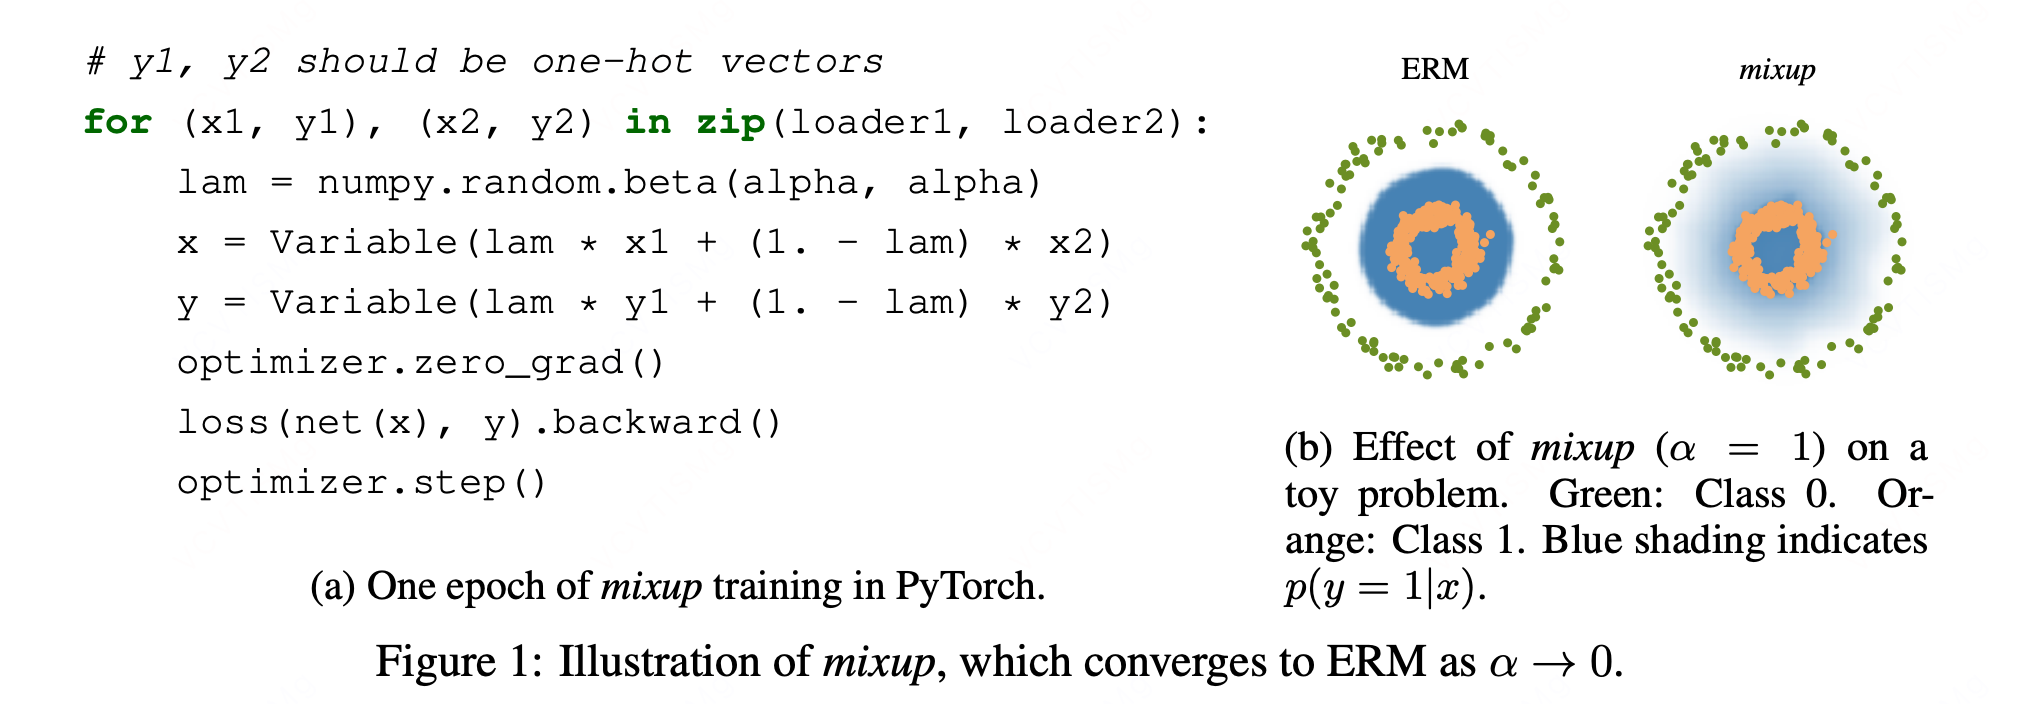 # y1, y2 should be one-hot vectors
for (x1, y1), (x2, y2) in zip(loader1, loader2):
    lam = numpy.random.beta(alpha, alpha)
    x = Variable(lam * x1 + (1. - lam) * x2)
    y = Variable(lam * y1 + (1. - lam) * y2)
    optimizer.zero_grad()
    loss(net(x), y).backward()
    optimizer.step()
(a) One epoch of mixup training in PyTorch.
ERM
mixup
(b) Effect of mixup (α = 1) on a
toy problem. Green: Class 0. Or-
ange: Class 1. Blue shading indicates
p(y = 1|x).
Figure 1: Illustration of mixup, which converges to ERM as α → 0.